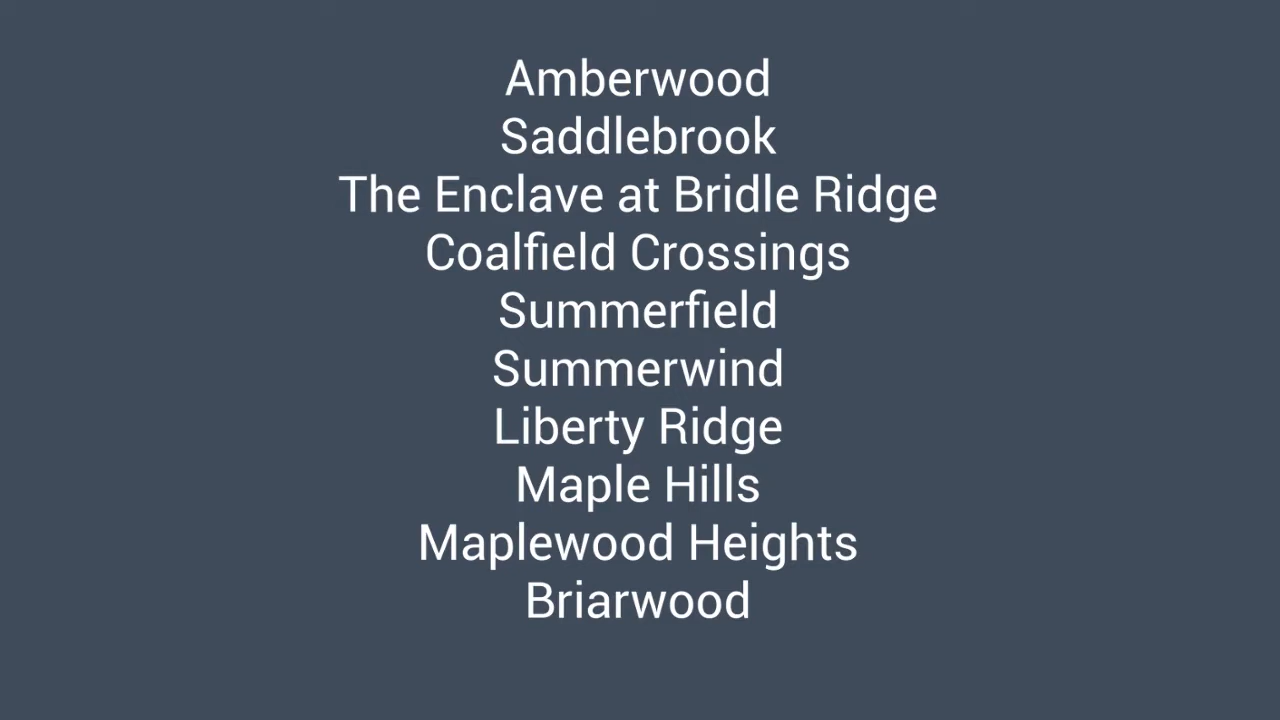 Amberwood
Saddlebrook
The Enclave at Bridle Ridge
Coalfield Crossings
Summerfield
Summerwind
Liberty Ridge
Maple Hills
Maplewood Heights
Briarwood